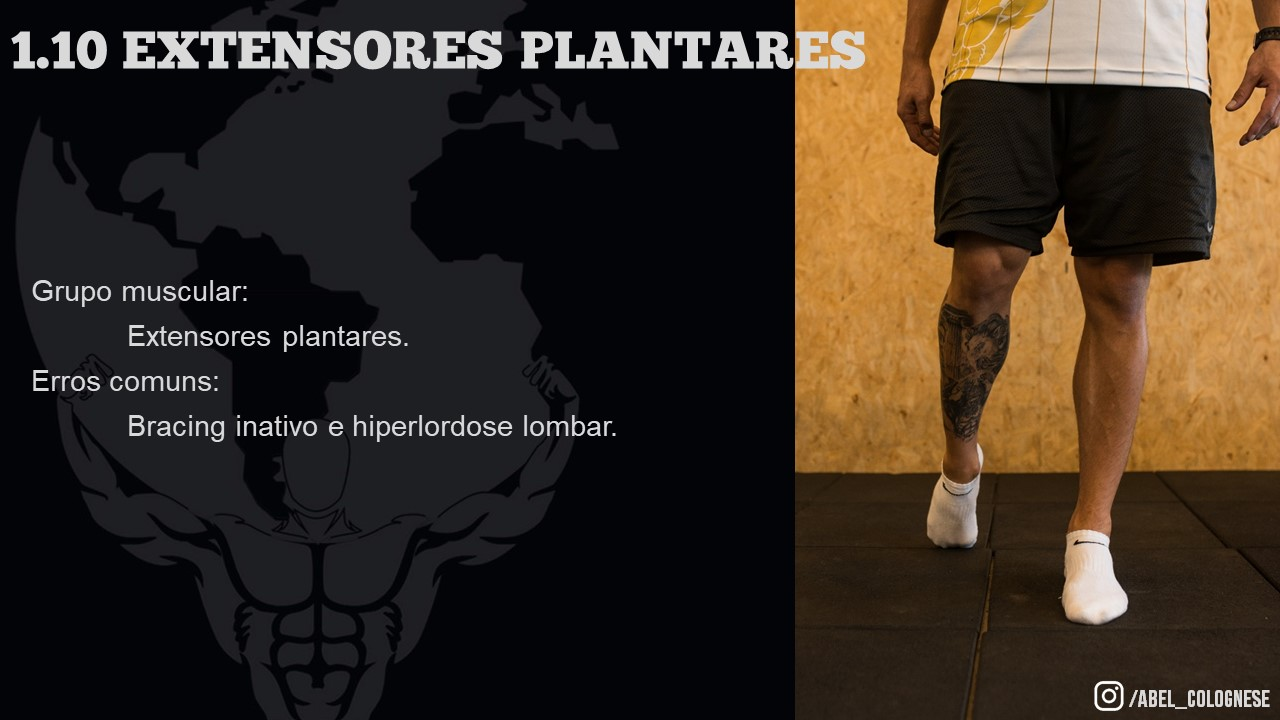 1.10 EXTENSORES PLANTARES
Grupo muscular:
Extensores plantares.
Erros comuns:
Bracing inativo e hiperlordose lombar.
/ABEL_COLOGNESE